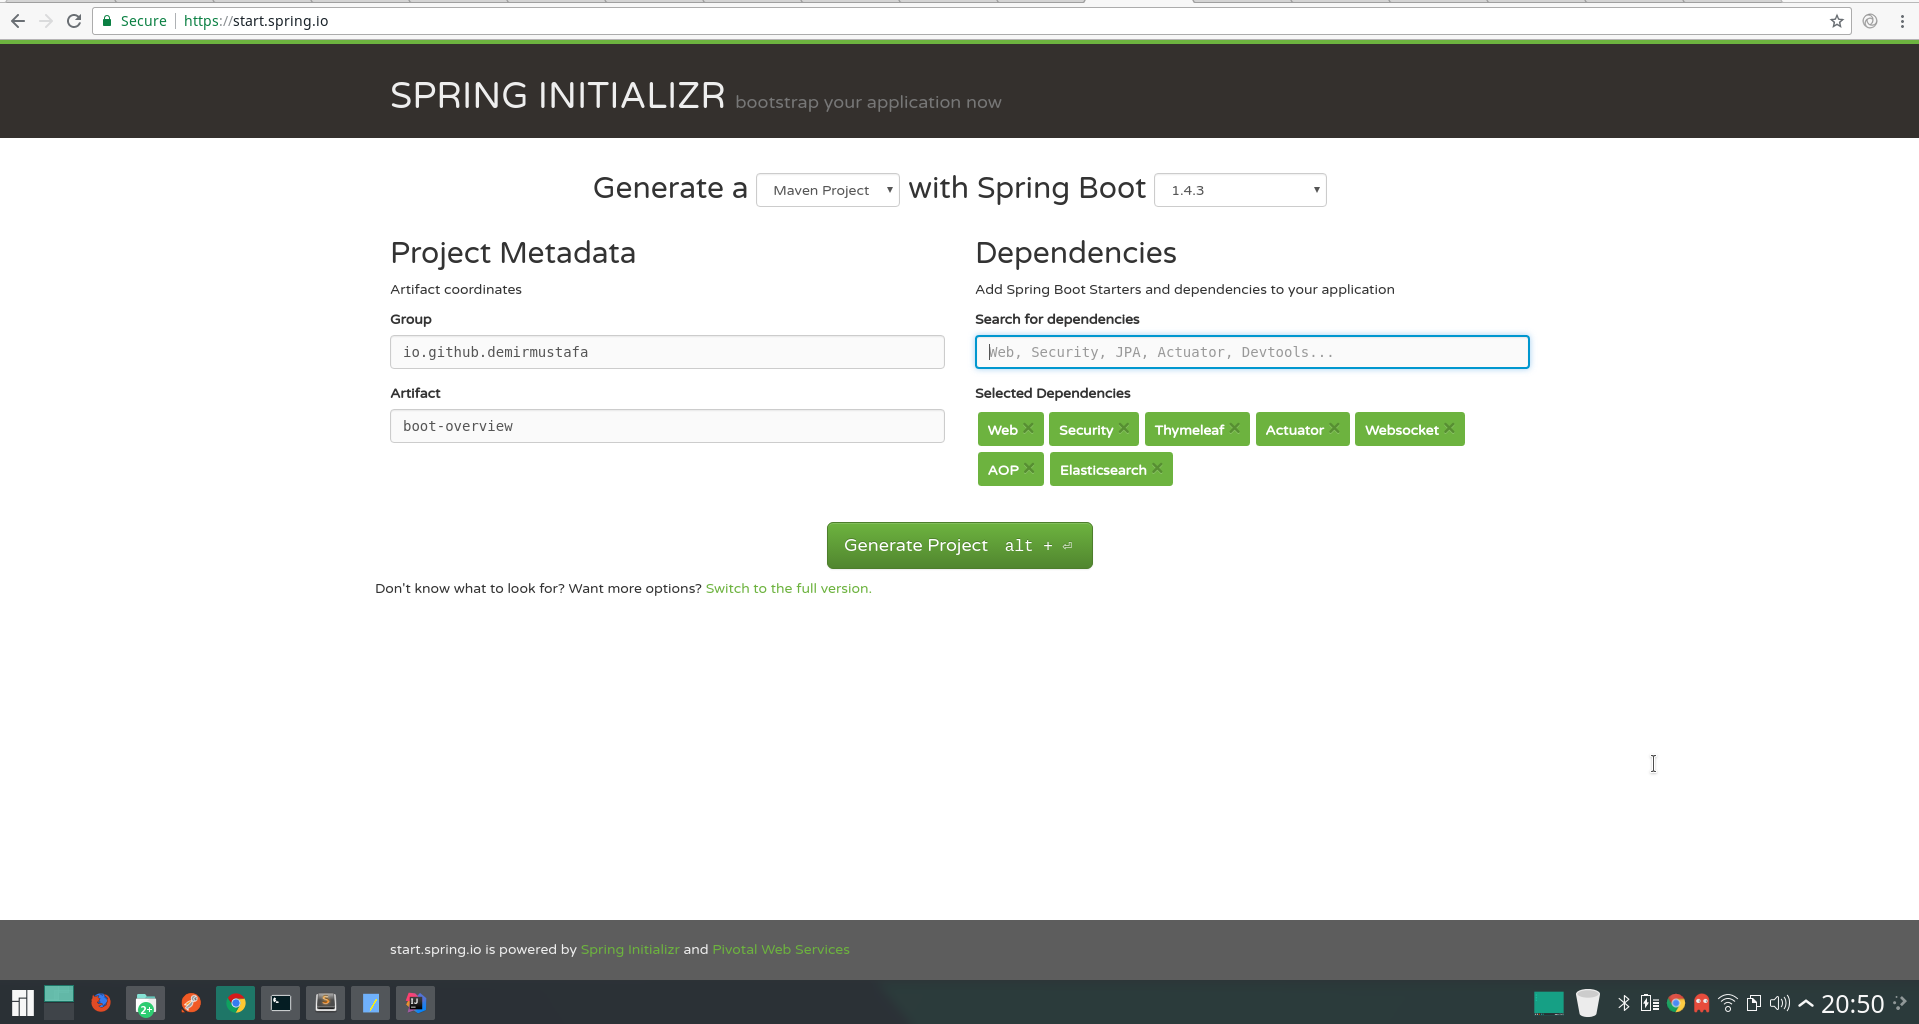 Secure https://start.spring.io
SPRING INITIALIZR bootstrap your application now
Generate a Maven Project with Spring Boot 1.4.3
Project Metadata
Artifact coordinates
Group
io.github.demirmustafa
Artifact
boot-overview
Dependencies
Add Spring Boot Starters and dependencies to your application
Search for dependencies
Web, Security, JPA, Actuator, Devtools...
Selected Dependencies
Web Security Thymeleaf Actuator Websocket
AOP Elasticsearch
Generate Project alt + ⏎
Don't know what to look for? Want more options? Switch to the full version.
start.spring.io is powered by Spring Initializr and Pivotal Web Services
2+
S
IJ
20:50